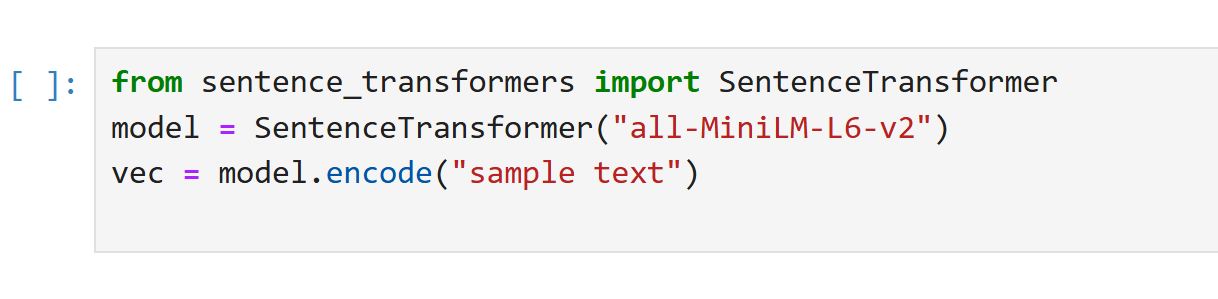 [ ]: from sentence_transformers import SentenceTransformer
model = SentenceTransformer("all-MiniLM-L6-v2")
vec = model.encode("sample text")